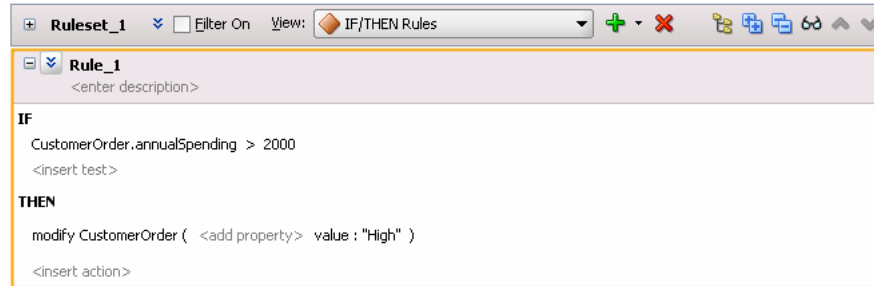 Ruleset_1 Filter On View: IF/THEN Rules
Rule_1
<enter description>
IF
CustomerOrder.annualSpending > 2000
<insert test>
THEN
modify CustomerOrder ( <add property> value : "High" )
<insert action>